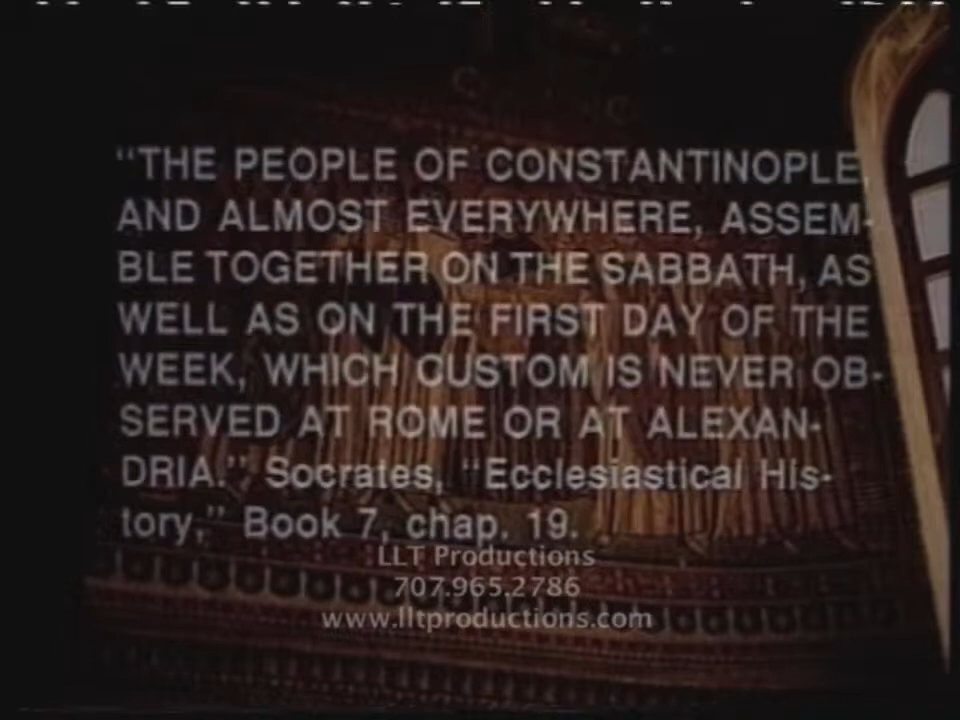 “THE PEOPLE OF CONSTANTINOPLE,
AND ALMOST EVERYWHERE, ASSEM-
BLE TOGETHER ON THE SABBATH, AS
WELL AS ON THE FIRST DAY OF THE
WEEK, WHICH CUSTOM IS NEVER OB-
SERVED AT ROME OR AT ALEXAN-
DRIA.” Socrates, “Ecclesiastical His-
tory,” Book 7, chap. 19.
LLT Productions
707.965.2786
www.lltproductions.com